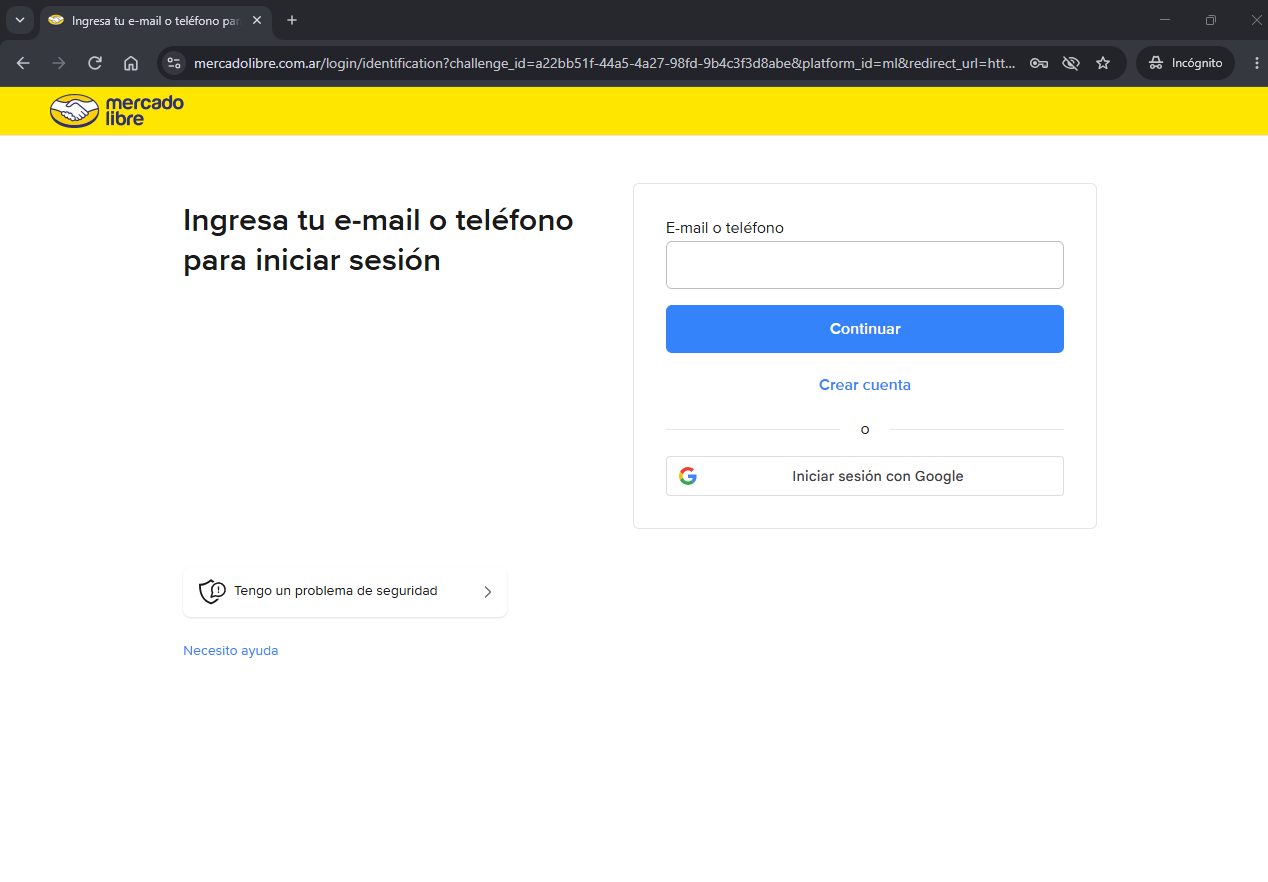 Ingresa tu e-mail o teléfono par
mercadolibre.com.ar/login/identification?challenge_id=a22bb51f-44a5-4a27-98fd-9b4c3f3d8abe&platform_id=ml&redirect_url=htt...
Incógnito
mercado
libre
Ingresa tu e-mail o teléfono
para iniciar sesión
E-mail o teléfono
Continuar
Crear cuenta
o
Iniciar sesión con Google
Tengo un problema de seguridad
Necesito ayuda